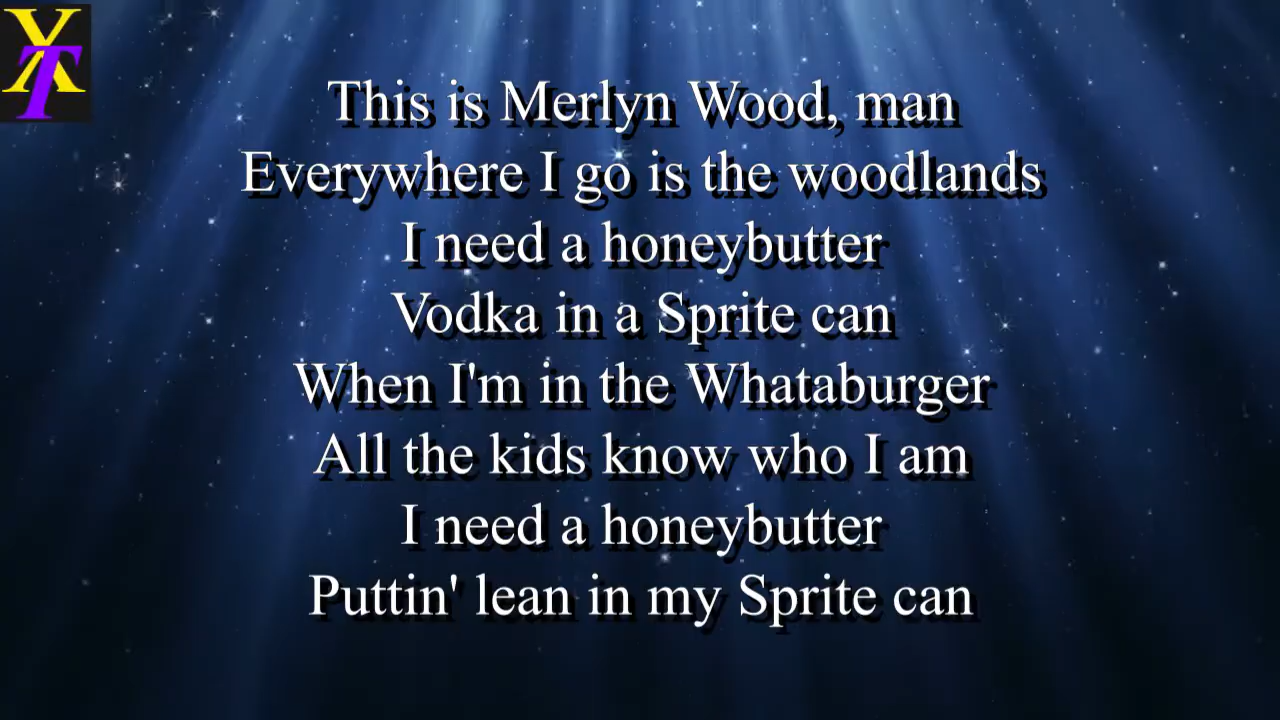 XT
This is Merlyn Wood, man
Everywhere I go is the woodlands
I need a honeybutter
Vodka in a Sprite can
When I'm in the Whataburger
All the kids know who I am
I need a honeybutter
Puttin' lean in my Sprite can